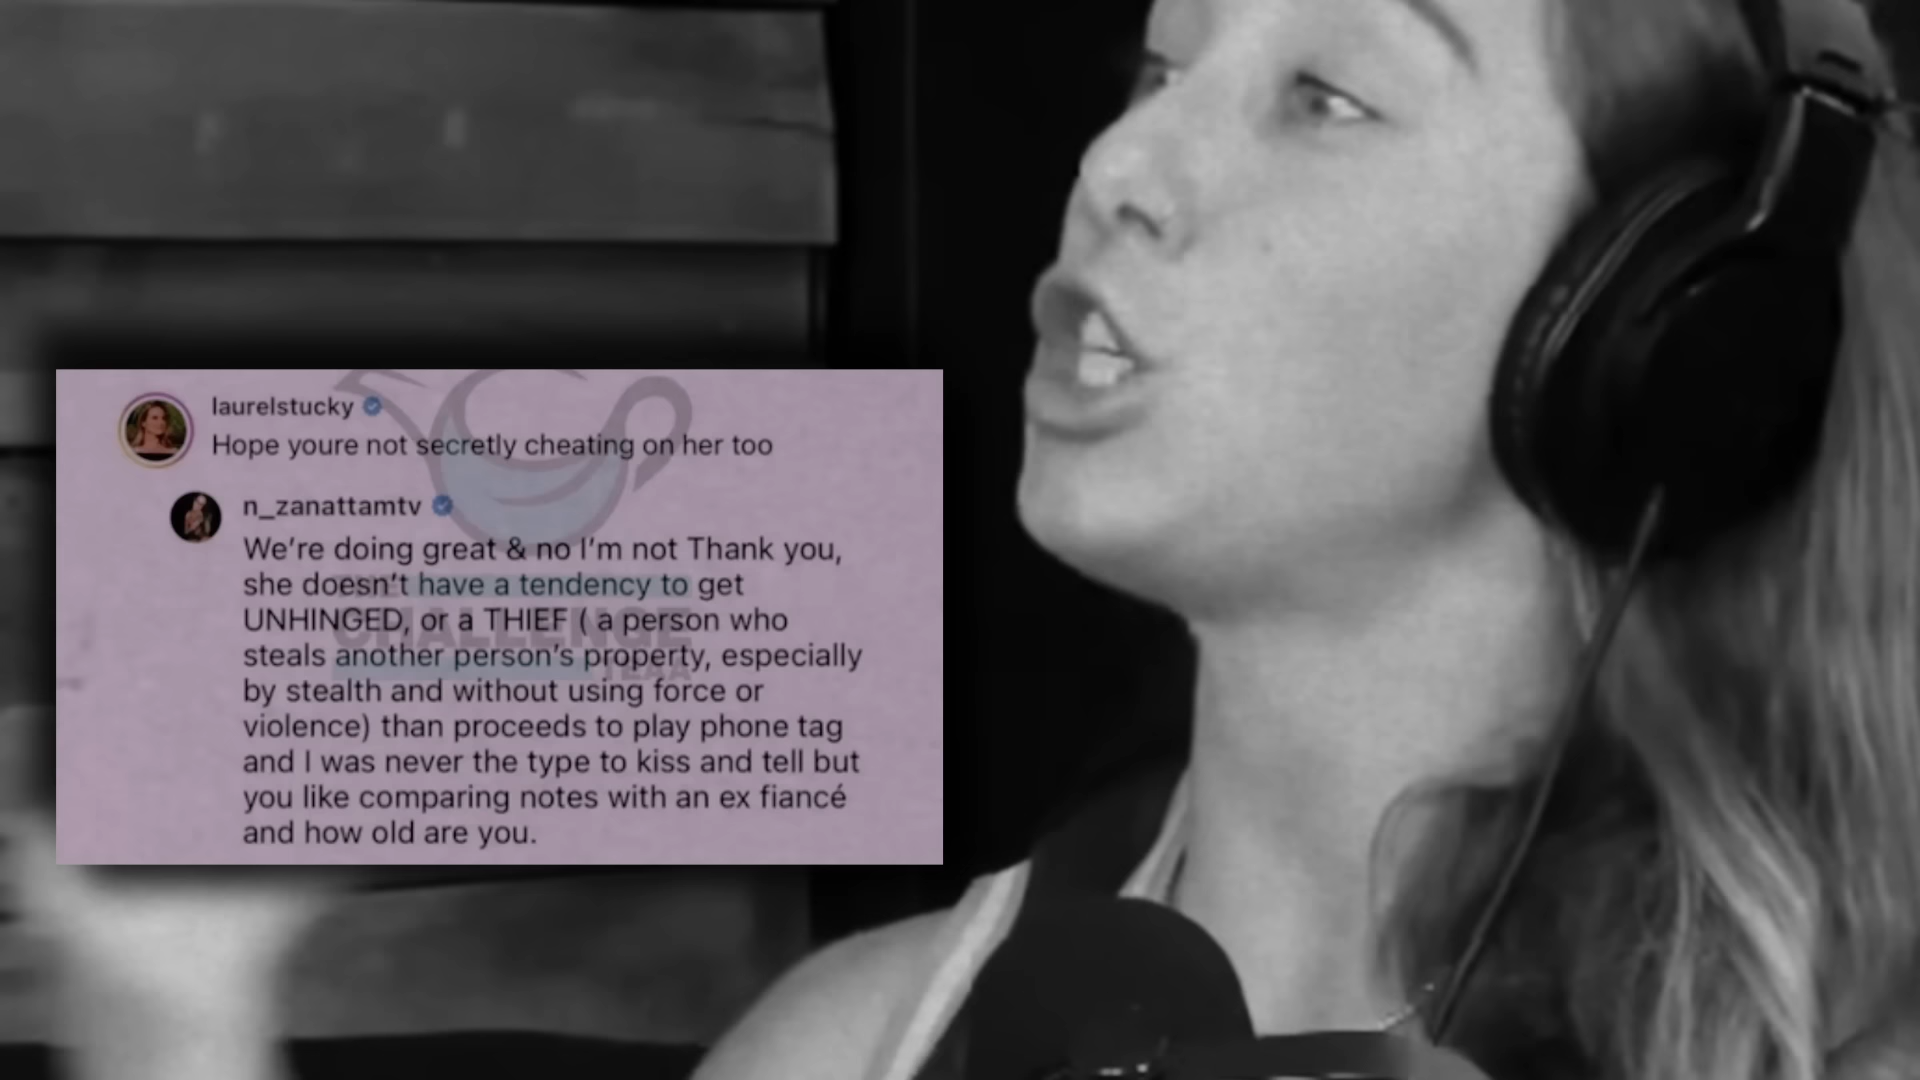 laurelstucky
Hope youre not secretly cheating on her too
n_zanattamtv
We’re doing great & no I’m not Thank you,
she doesn’t have a tendency to get
UNHINGED, or a THIEF ( a person who
steals another person’s property, especially
by stealth and without using force or
violence) than proceeds to play phone tag
and I was never the type to kiss and tell but
you like comparing notes with an ex fiancé
and how old are you.
THE
CHALLENGE
TEAA